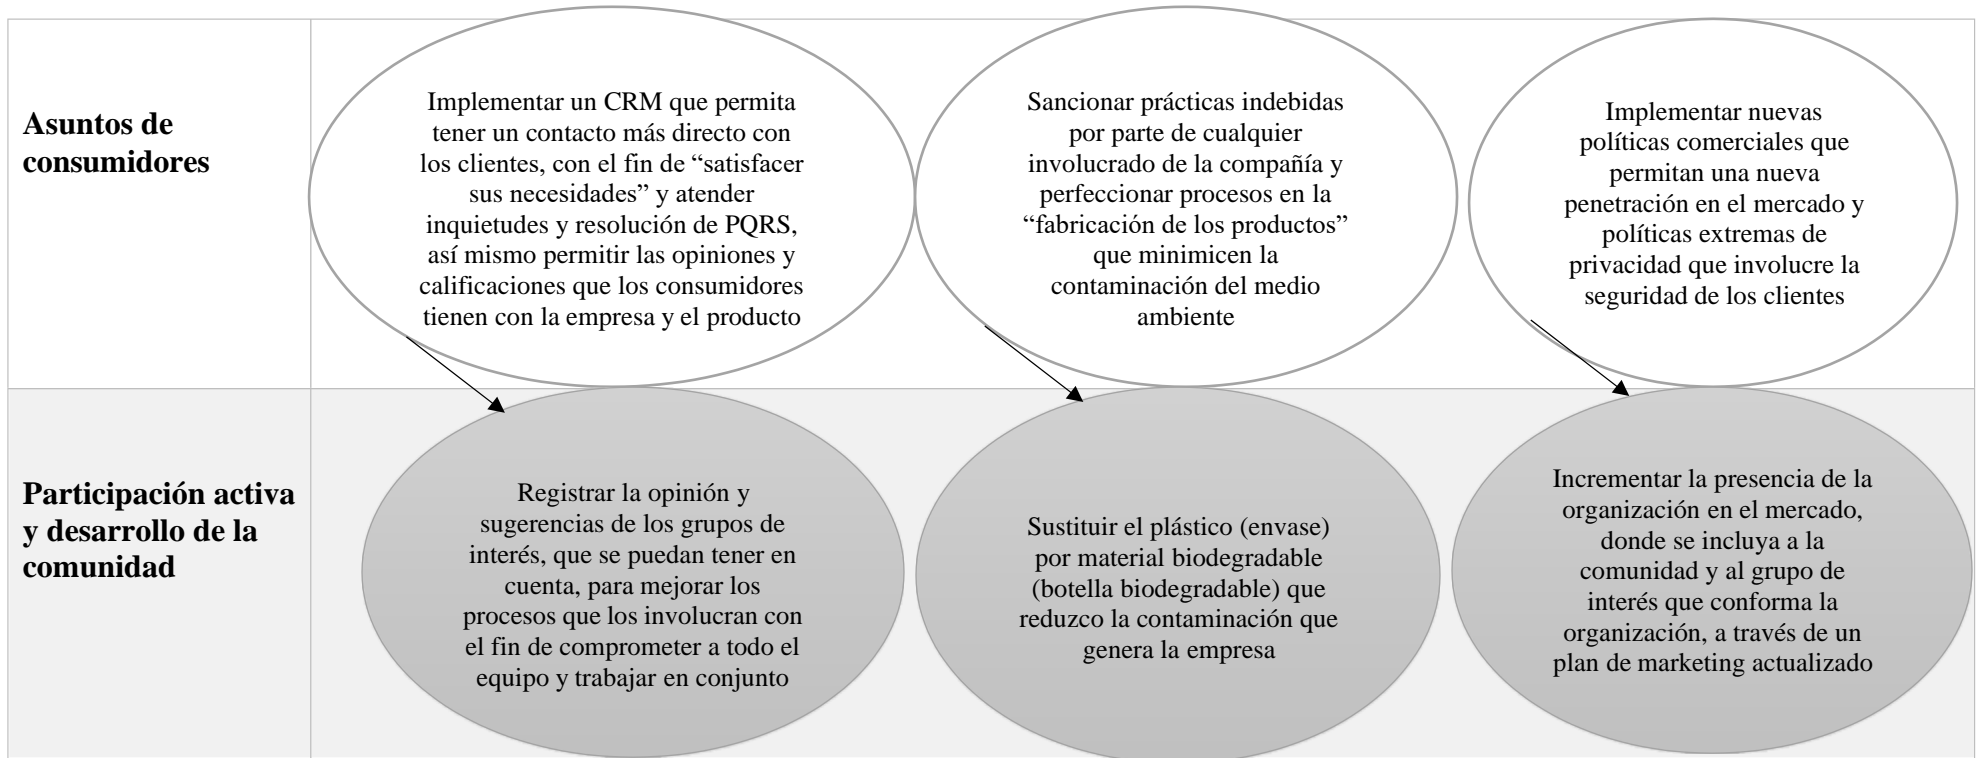 Asuntos de
consumidores
Implementar un CRM que permita
tener un contacto más directo con
los clientes, con el fin de “satisfacer
sus necesidades” y atender
inquietudes y resolución de PQRS,
así mismo permitir las opiniones y
calificaciones que los consumidores
tienen con la empresa y el producto
Sancionar prácticas indebidas
por parte de cualquier
involucrado de la compañía y
perfeccionar procesos en la
“fabricación de los productos”
que minimicen la
contaminación del medio
ambiente
Implementar nuevas
políticas comerciales que
permitan una nueva
penetración en el mercado y
políticas extremas de
privacidad que involucre la
seguridad de los clientes
Participación activa
y desarrollo de la
comunidad
Registrar la opinión y
sugerencias de los grupos de
interés, que se puedan tener en
cuenta, para mejorar los
procesos que los involucran con
el fin de comprometer a todo el
equipo y trabajar en conjunto
Sustituir el plástico (envase)
por material biodegradable
(botella biodegradable) que
reduzco la contaminación que
genera la empresa
Incrementar la presencia de la
organización en el mercado,
donde se incluya a la
comunidad y al grupo de
interés que conforma la
organización, a través de un
plan de marketing actualizado